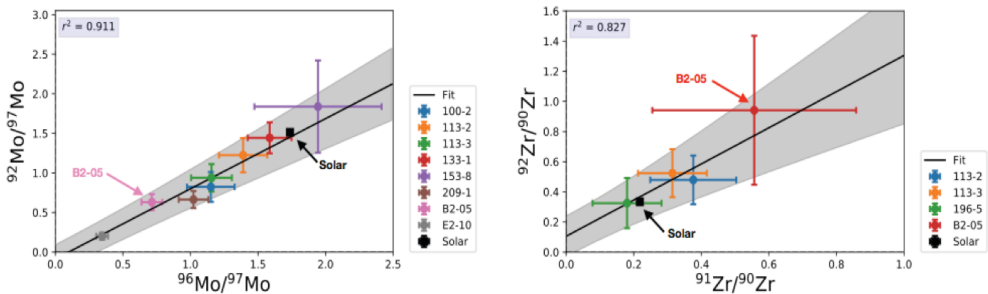 r² = 0.911
3.0
2.5
2.0
1.5
1.0
0.5
0.0
⁹²Mo/⁹⁷Mo
0.0 0.5 1.0 1.5 2.0 2.5
⁹⁶Mo/⁹⁷Mo
B2-05
Solar
Fit
100-2
113-2
113-3
133-1
153-8
209-1
B2-05
E2-10
Solar
r² = 0.827
1.6
1.4
1.2
1.0
0.8
0.6
0.4
0.2
0.0
⁹²Zr/⁹⁰Zr
0.0 0.2 0.4 0.6 0.8 1.0
⁹¹Zr/⁹⁰Zr
B2-05
Solar
Fit
113-2
113-3
196-5
B2-05
Solar